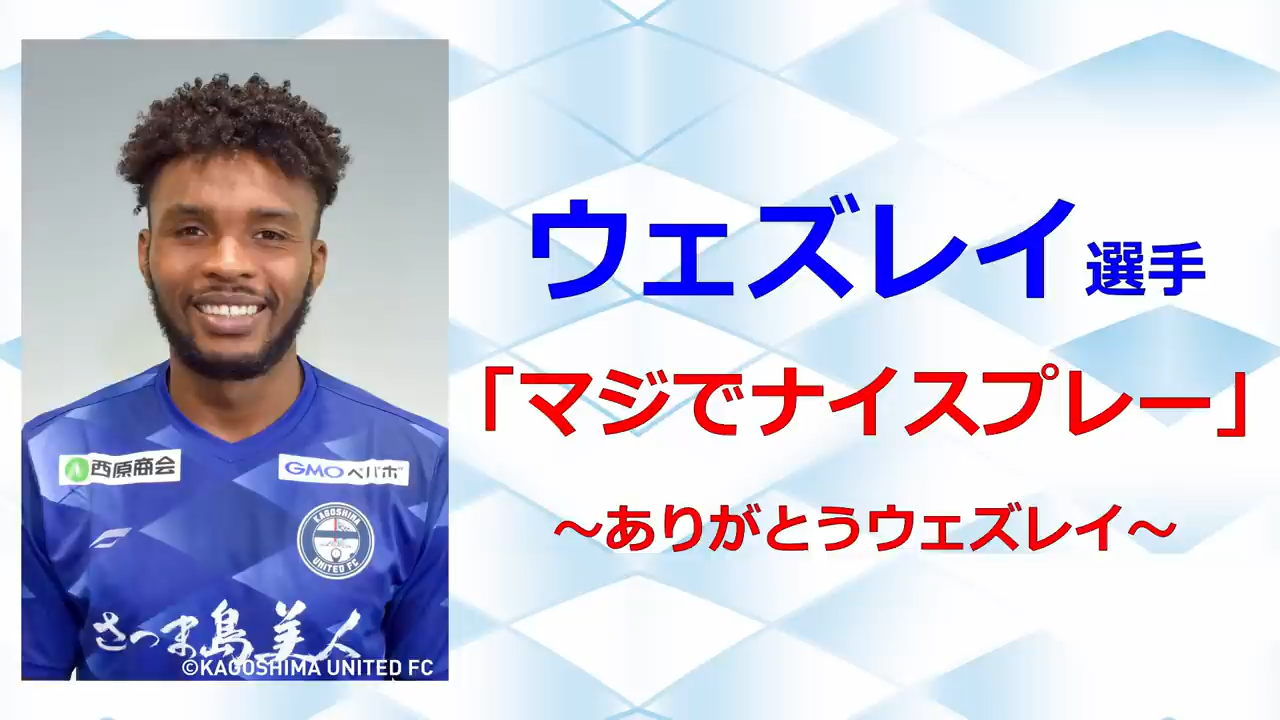 ウェズレイ選手
「マジでナイスプレー」
～ありがとうウェズレイ～
西原商会
GMOペパボ
KAGOSHIMA
UNITED FC
さつま島美人
©KAGOSHIMA UNITED FC